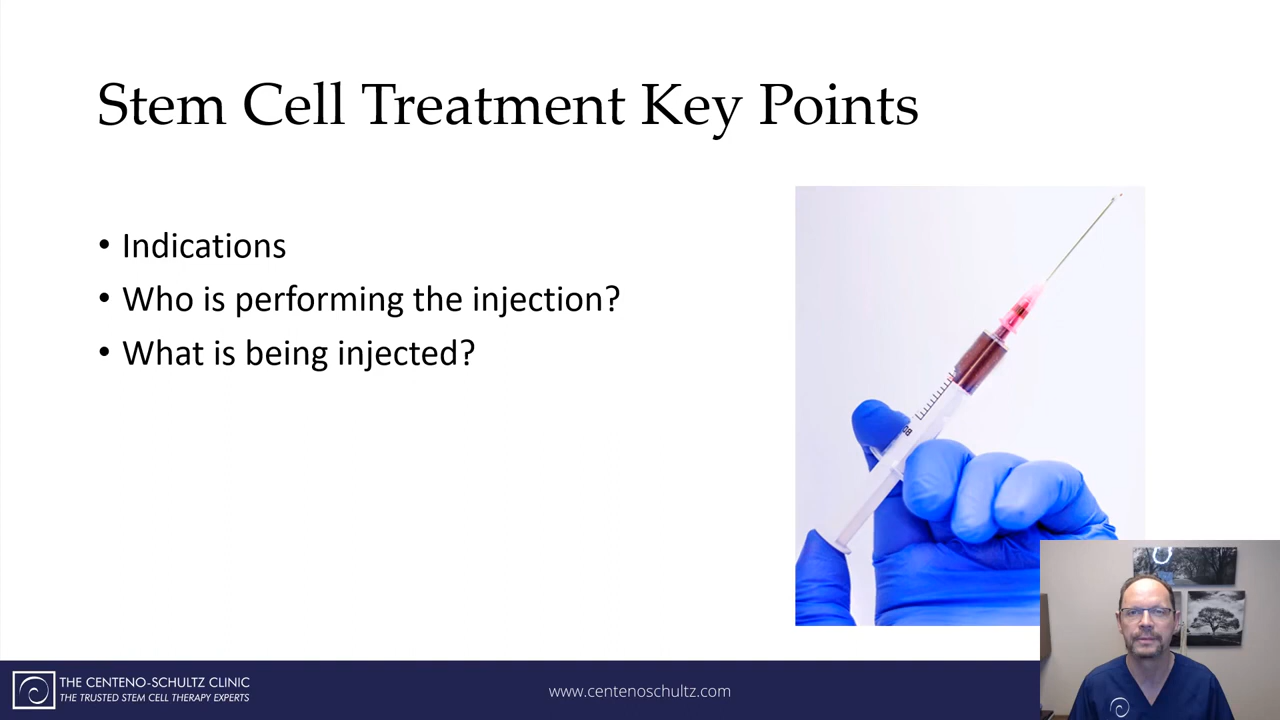 Stem Cell Treatment Key Points
• Indications
• Who is performing the injection?
• What is being injected?
THE CENTENO-SCHULTZ CLINIC
THE TRUSTED STEM CELL THERAPY EXPERTS
www.centenoschultz.com